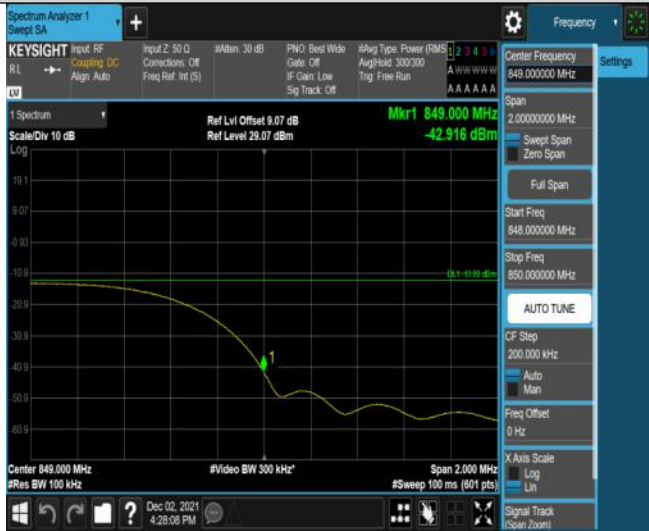 Spectrum Analyzer 1
Swept SA
+
Frequency
KEYSIGHT
RL
Input: RF
Coupling: DC
Align: Auto
Input Z: 50 Ω
Corrections: Off
Freq Ref: Int (S)
#Atten: 30 dB
PNO: Best Wide
Gate: Off
IF Gain: Low
Sig Track: Off
#Avg Type: Power (RMS
Avg|Hold: 300/300
Trig: Free Run
1 2 3 4 5 6
A W W W W W
A A A A A A
1 Spectrum
Scale/Div 10 dB
Log
Ref Lvl Offset 9.07 dB
Ref Level 29.07 dBm
Mkr1 849.000 MHz
-42.916 dBm
19.1
9.07
-0.93
-10.9
-20.9
-30.9
-40.9
-50.9
-60.9
DL1 -13.00 dBm
1
Center 849.000 MHz
#Res BW 100 kHz
#Video BW 300 kHz*
Span 2.000 MHz
#Sweep 100 ms (601 pts)
?
Dec 02, 2021
4:28:08 PM
Center Frequency
849.000000 MHz
Settings
Span
2.00000000 MHz
Swept Span
Zero Span
Full Span
Start Freq
848.000000 MHz
Stop Freq
850.000000 MHz
AUTO TUNE
CF Step
200.000 kHz
Auto
Man
Freq Offset
0 Hz
X Axis Scale
Log
Lin
Signal Track
(Span Zoom)